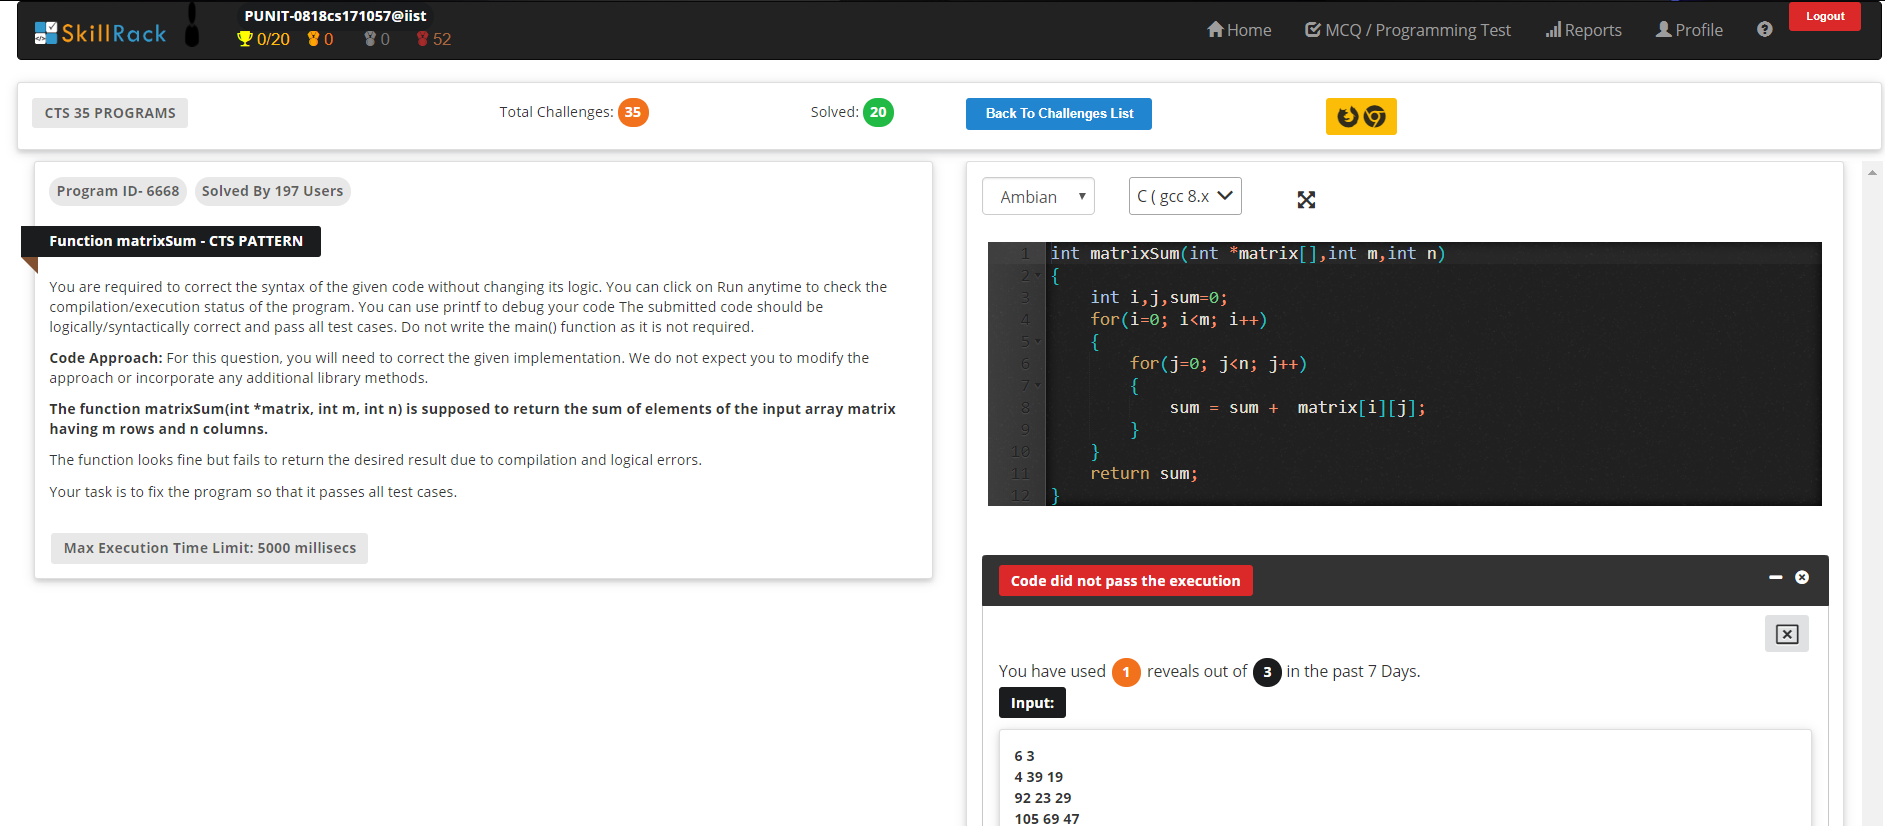 SkillRack
PUNIT-0818cs171057@iist
0/20 0 0 52
Home
MCQ / Programming Test
Reports
Profile
?
Logout
CTS 35 PROGRAMS
Total Challenges: 35
Solved: 20
Back To Challenges List
Program ID- 6668
Solved By 197 Users
Function matrixSum - CTS PATTERN
You are required to correct the syntax of the given code without changing its logic. You can click on Run anytime to check the
compilation/execution status of the program. You can use printf to debug your code The submitted code should be
logically/syntactically correct and pass all test cases. Do not write the main() function as it is not required.
Code Approach: For this question, you will need to correct the given implementation. We do not expect you to modify the
approach or incorporate any additional library methods.
The function matrixSum(int *matrix, int m, int n) is supposed to return the sum of elements of the input array matrix
having m rows and n columns.
The function looks fine but fails to return the desired result due to compilation and logical errors.
Your task is to fix the program so that it passes all test cases.
Max Execution Time Limit: 5000 millisecs
Ambian
C ( gcc 8.x
1 int matrixSum(int *matrix[],int m,int n)
2 {
3 int i,j,sum=0;
4 for(i=0; i<m; i++)
5 {
6 for(j=0; j<n; j++)
7 {
8 sum = sum + matrix[i][j];
9 }
10 }
11 return sum;
12 }
Code did not pass the execution
You have used 1 reveals out of 3 in the past 7 Days.
Input:
6 3
4 39 19
92 23 29
105 69 47